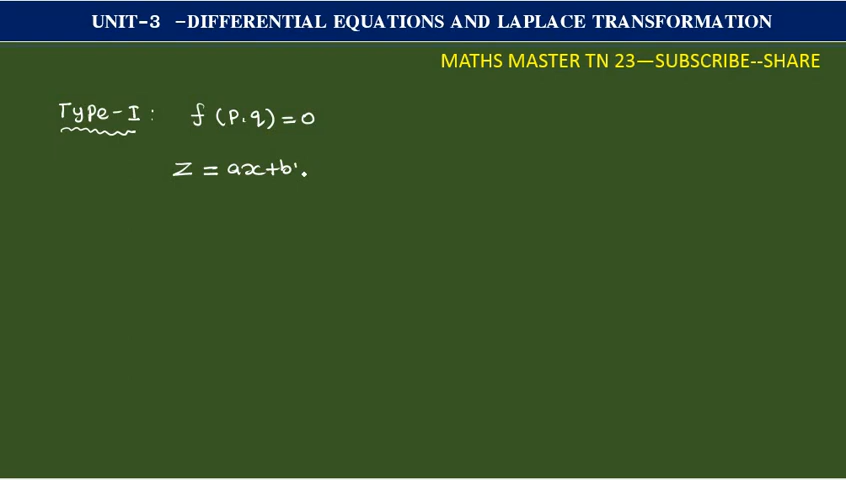 UNIT-3 -DIFFERENTIAL EQUATIONS AND LAPLACE TRANSFORMATION
MATHS MASTER TN 23—SUBSCRIBE--SHARE
Type-I: f (p, q) = 0
z = ax+b'.